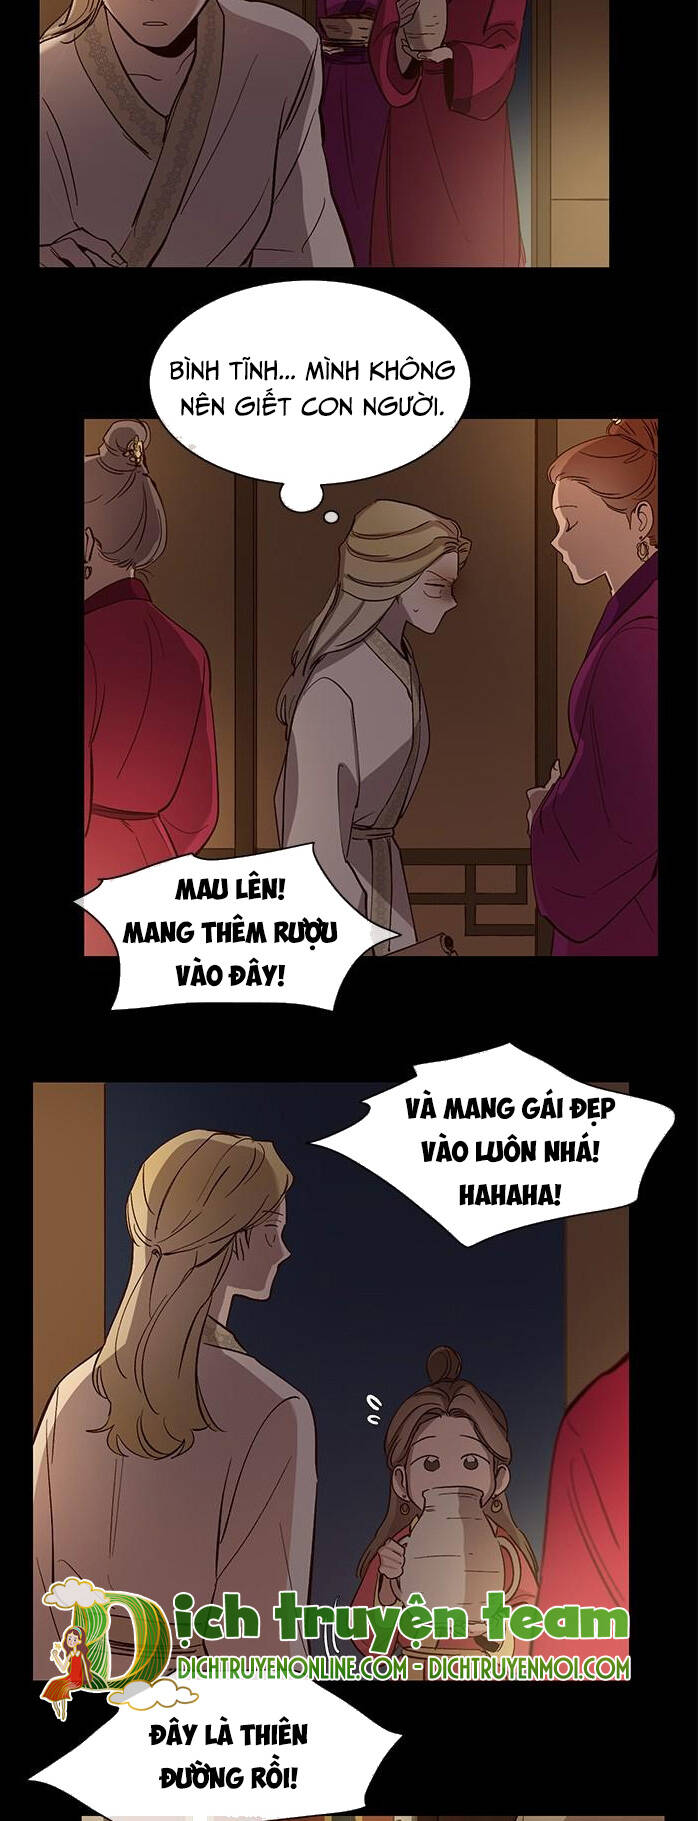 BÌNH TĨNH... MÌNH KHÔNG
NÊN GIẾT CON NGƯỜI.
MAU LÊN!
MANG THÊM RƯỢU
VÀO ĐÂY!
VÀ MANG GÁI ĐẸP
VÀO LUÔN NHÁ!
HAHAHA!
Dịch truyện team
DICHTRUYENONLINE.COM - DICHTRUYENMOI.COM
ĐÂY LÀ THIÊN
ĐƯỜNG RỒI!